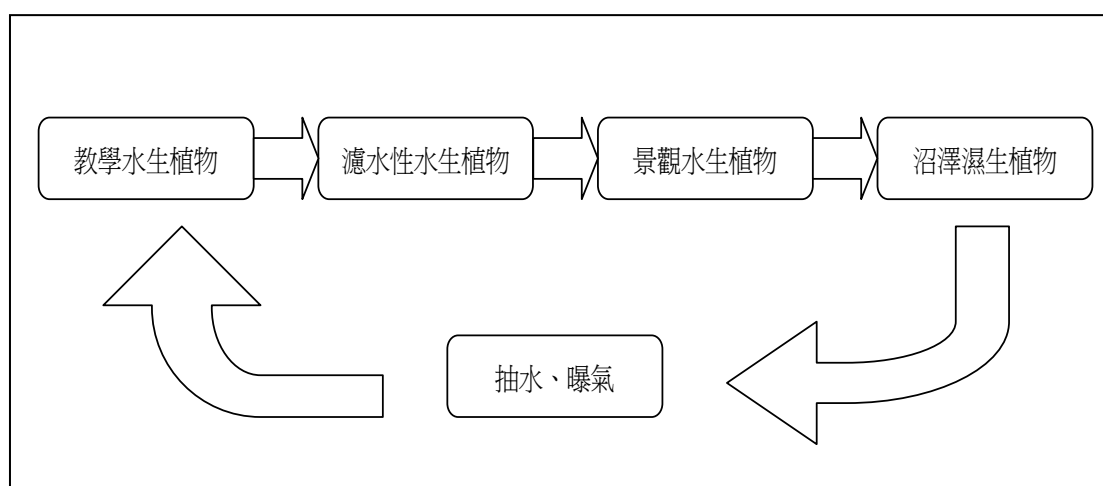 教學水生植物
濾水性水生植物
景觀水生植物
沼澤濕生植物
抽水、曝氣